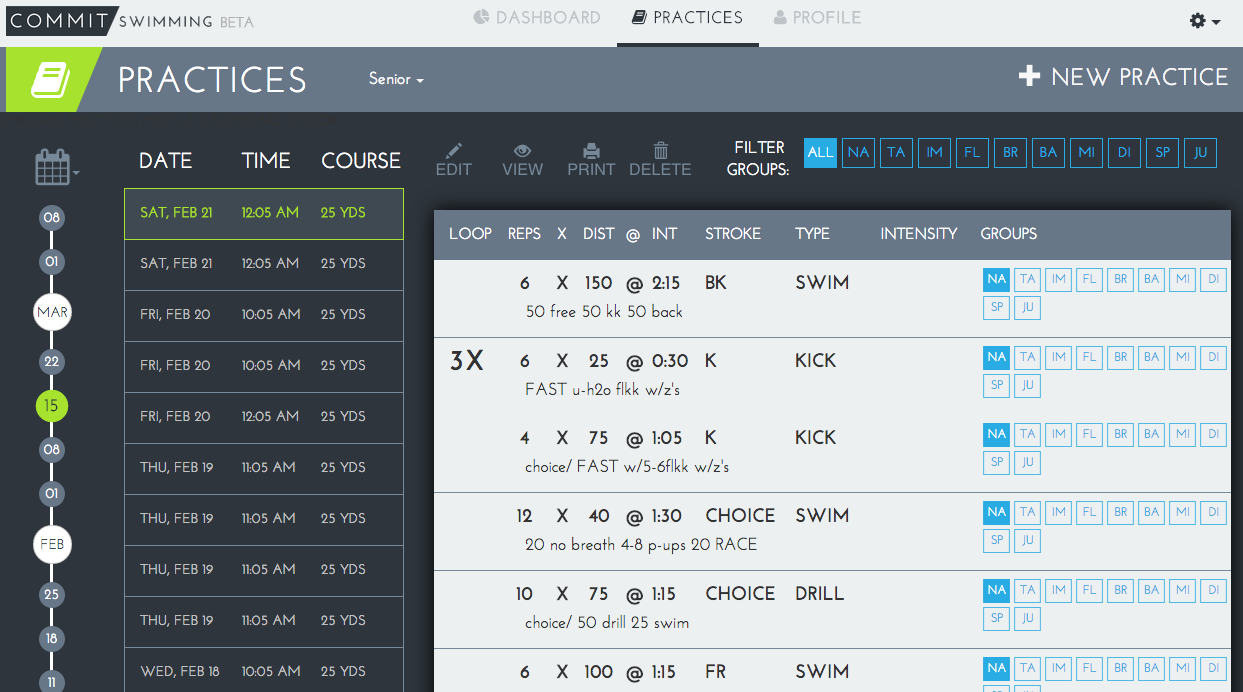 COMMIT SWIMMING BETA
DASHBOARD PRACTICES PROFILE
PRACTICES Senior NEW PRACTICE
DATE TIME COURSE
EDIT VIEW PRINT DELETE
FILTER GROUPS: ALL NA TA IM FL BR BA MI DI SP JU
08
01
MAR
22
15
08
01
FEB
25
18
11
SAT, FEB 21 12:05 AM 25 YDS
SAT, FEB 21 12:05 AM 25 YDS
FRI, FEB 20 10:05 AM 25 YDS
FRI, FEB 20 10:05 AM 25 YDS
FRI, FEB 20 12:05 AM 25 YDS
THU, FEB 19 11:05 AM 25 YDS
THU, FEB 19 11:05 AM 25 YDS
THU, FEB 19 11:05 AM 25 YDS
THU, FEB 19 11:05 AM 25 YDS
WED, FEB 18 10:05 AM 25 YDS
LOOP REPS X DIST @ INT STROKE TYPE INTENSITY GROUPS
6 X 150 @ 2:15 BK SWIM NA TA IM FL BR BA MI DI
50 free 50 kk 50 back SP JU
3X 6 X 25 @ 0:30 K KICK NA TA IM FL BR BA MI DI
FAST u-h2o flkk w/z's SP JU
4 X 75 @ 1:05 K KICK NA TA IM FL BR BA MI DI
choice/ FAST w/5-6flkk w/z's SP JU
12 X 40 @ 1:30 CHOICE SWIM NA TA IM FL BR BA MI DI
20 no breath 4-8 p-ups 20 RACE SP JU
10 X 75 @ 1:15 CHOICE DRILL NA TA IM FL BR BA MI DI
choice/ 50 drill 25 swim SP JU
6 X 100 @ 1:15 FR SWIM NA TA IM FL BR BA MI DI